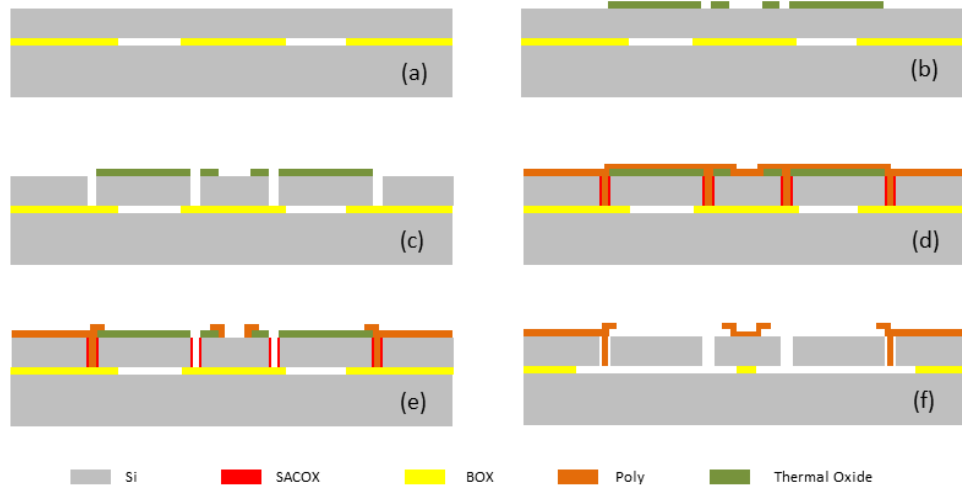 (a)
(b)
(c)
(d)
(e)
(f)
Si
SACOX
BOX
Poly
Thermal Oxide